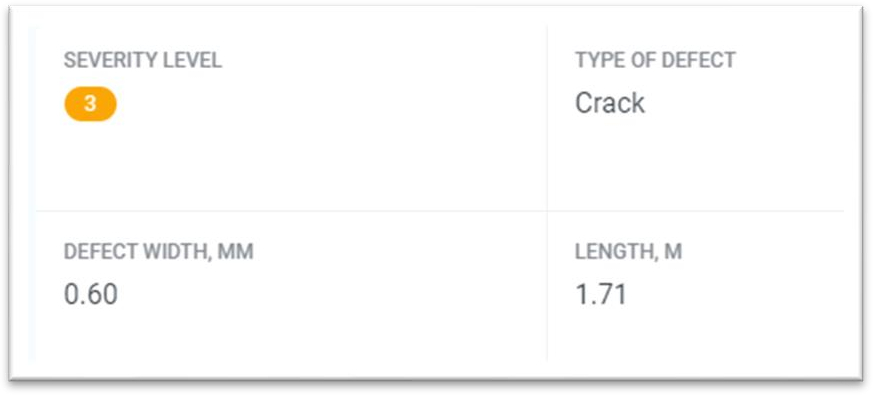 SEVERITY LEVEL
3
TYPE OF DEFECT
Crack
DEFECT WIDTH, MM
0.60
LENGTH, M
1.71